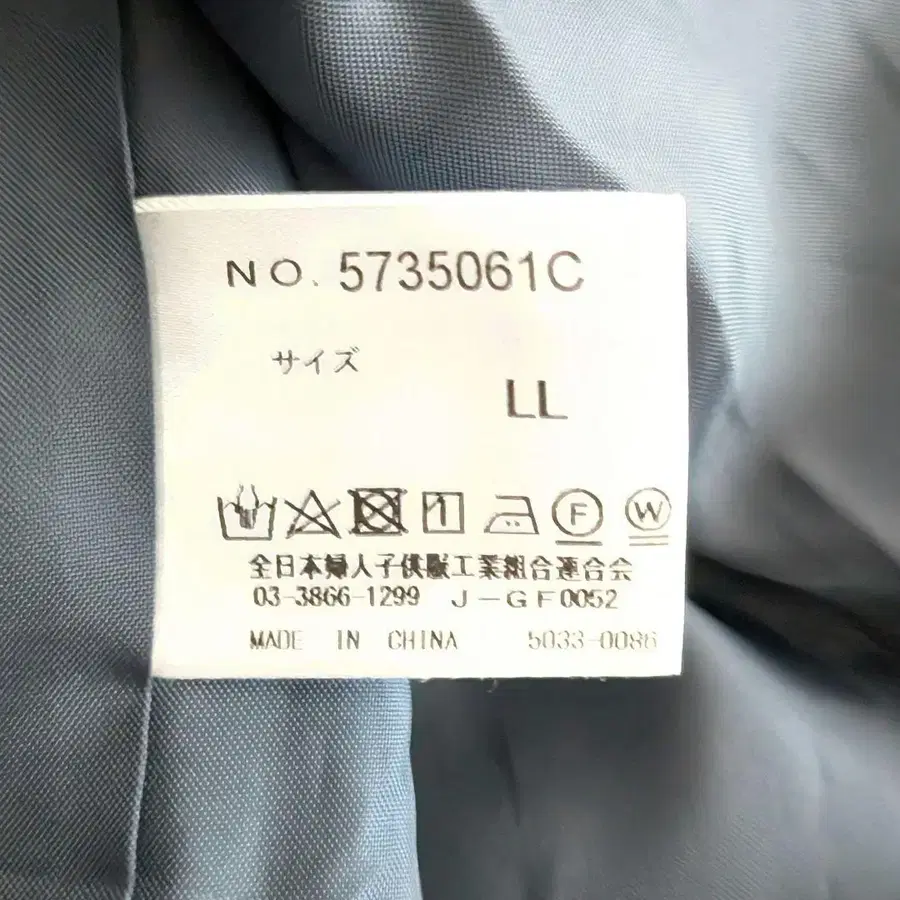 NO. 5735061C
サイズ
LL
F W
全日本婦人子供服工業組合連合会
03-3866-1299 J-GF0052
MADE IN CHINA 5033-0086